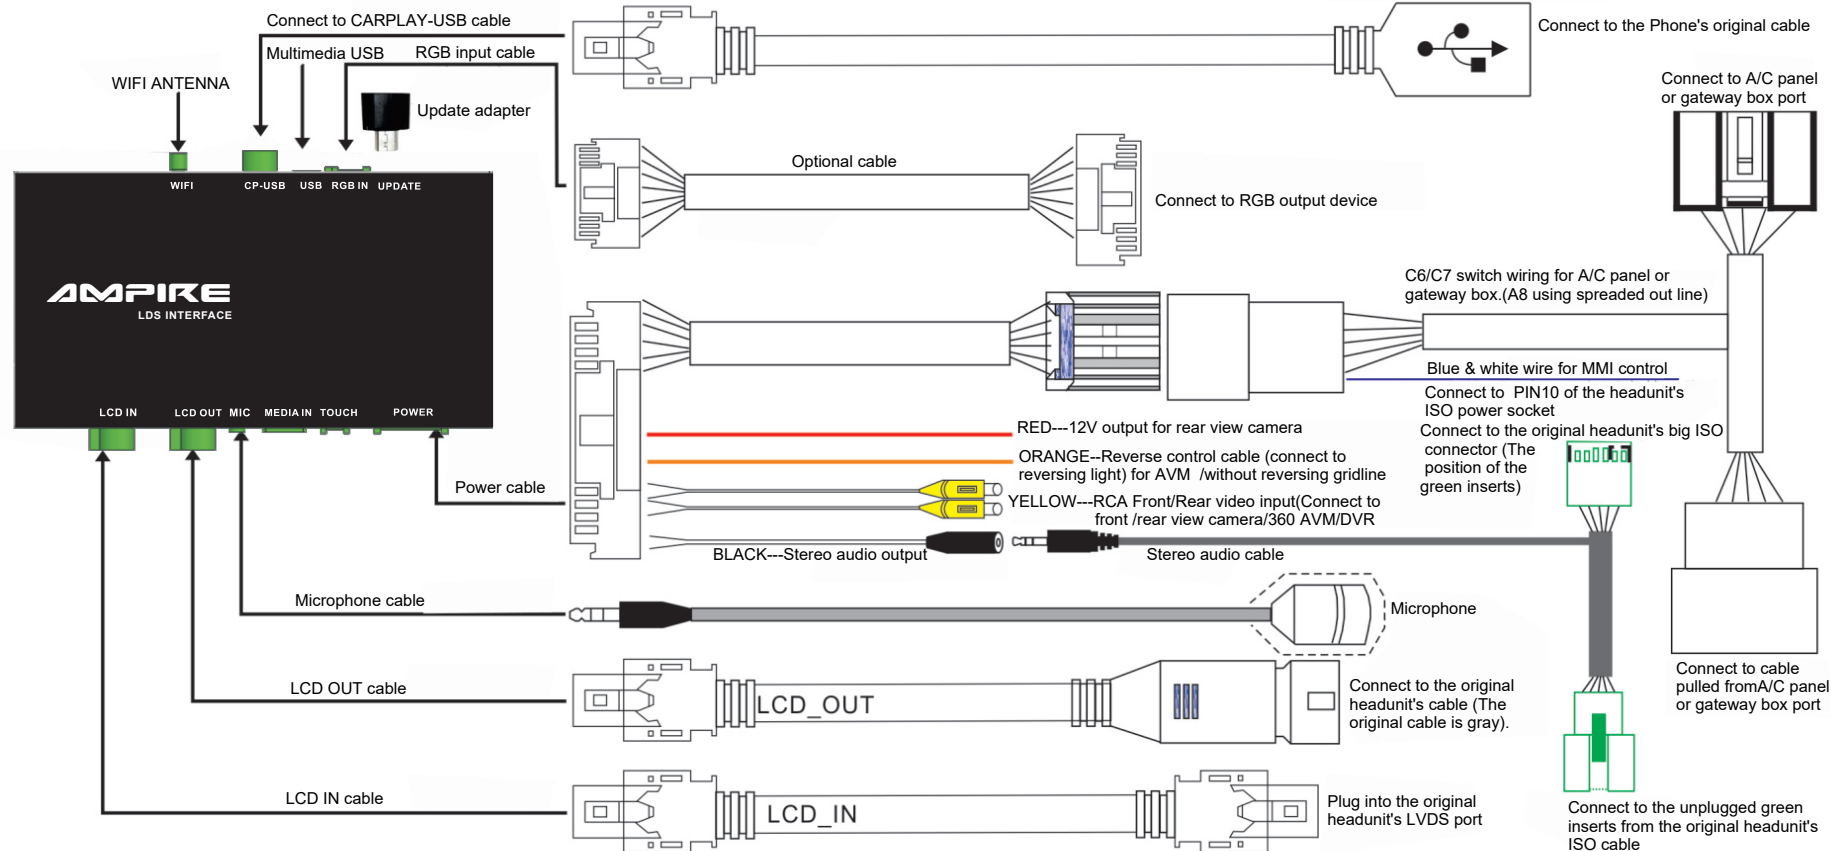 Connect to CARPLAY-USB cable
Multimedia USB
RGB input cable
WIFI ANTENNA
Update adapter
Connect to the Phone's original cable
Connect to A/C panel
or gateway box port
Optional cable
Connect to RGB output device
WIFI
CP-USB
USB
RGB IN
UPDATE
AMPIRE
LDS INTERFACE
LCD IN
LCD OUT
MIC
MEDIA IN
TOUCH
POWER
C6/C7 switch wiring for A/C panel or
gateway box.(A8 using spreaded out line)
Blue & white wire for MMI control
Connect to PIN10 of the headunit's
ISO power socket
Connect to the original headunit's big ISO
connector (The
position of the
green inserts)
RED---12V output for rear view camera
ORANGE--Reverse control cable (connect to
reversing light) for AVM /without reversing gridline
YELLOW---RCA Front/Rear video input(Connect to
front /rear view camera/360 AVM/DVR
Power cable
BLACK---Stereo audio output
Stereo audio cable
Microphone cable
Microphone
LCD OUT cable
LCD_OUT
Connect to the original
headunit's cable (The
original cable is gray).
Connect to cable
pulled fromA/C panel
or gateway box port
LCD IN cable
LCD_IN
Plug into the original
headunit's LVDS port
Connect to the unplugged green
inserts from the original headunit's
ISO cable